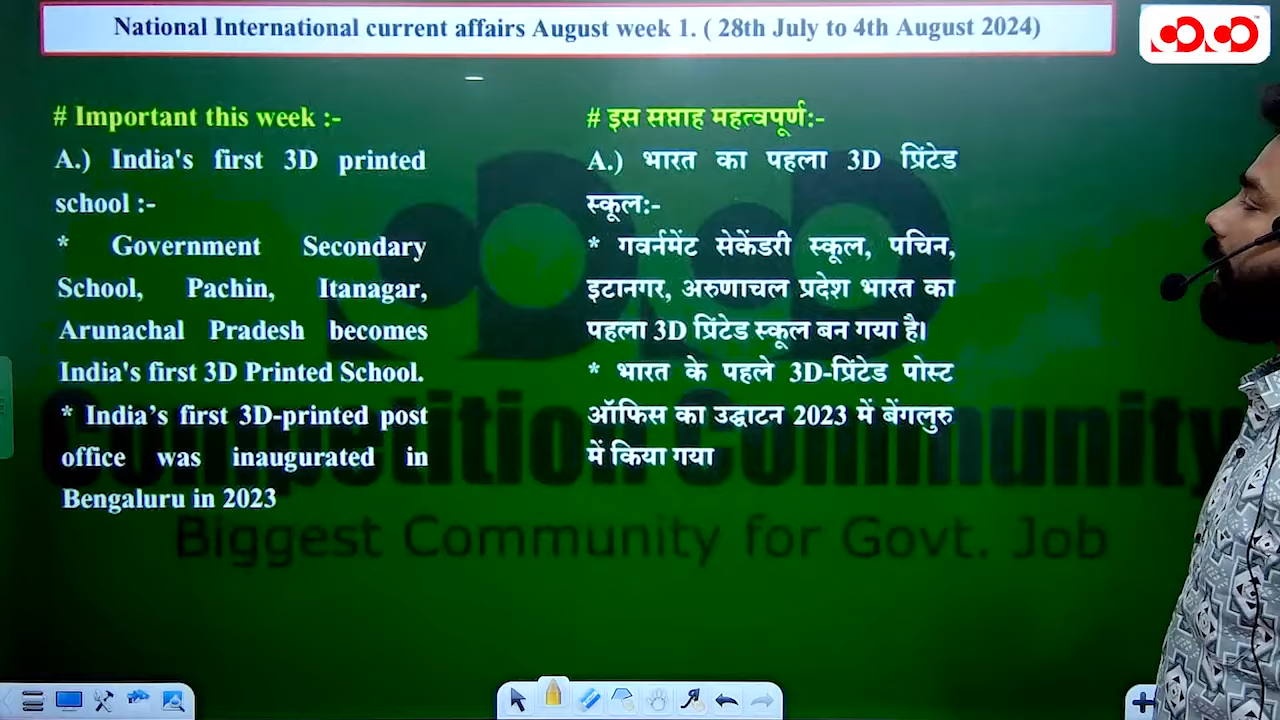 National International current affairs August week 1. ( 28th July to 4th August 2024)
# Important this week :-
A.) India's first 3D printed
school :-
* Government Secondary
School, Pachin, Itanagar,
Arunachal Pradesh becomes
India's first 3D Printed School.
* India’s first 3D-printed post
office was inaugurated in
Bengaluru in 2023
# इस सप्ताह महत्वपूर्ण:-
A.) भारत का पहला 3D प्रिंटेड
स्कूल:-
* गवर्नमेंट सेकेंडरी स्कूल, पचिन,
इटानगर, अरुणाचल प्रदेश भारत का
पहला 3D प्रिंटेड स्कूल बन गया है।
* भारत के पहले 3D-प्रिंटेड पोस्ट
ऑफिस का उद्घाटन 2023 में बेंगलुरु
में किया गया
Competition Community
Biggest Community for Govt. Job